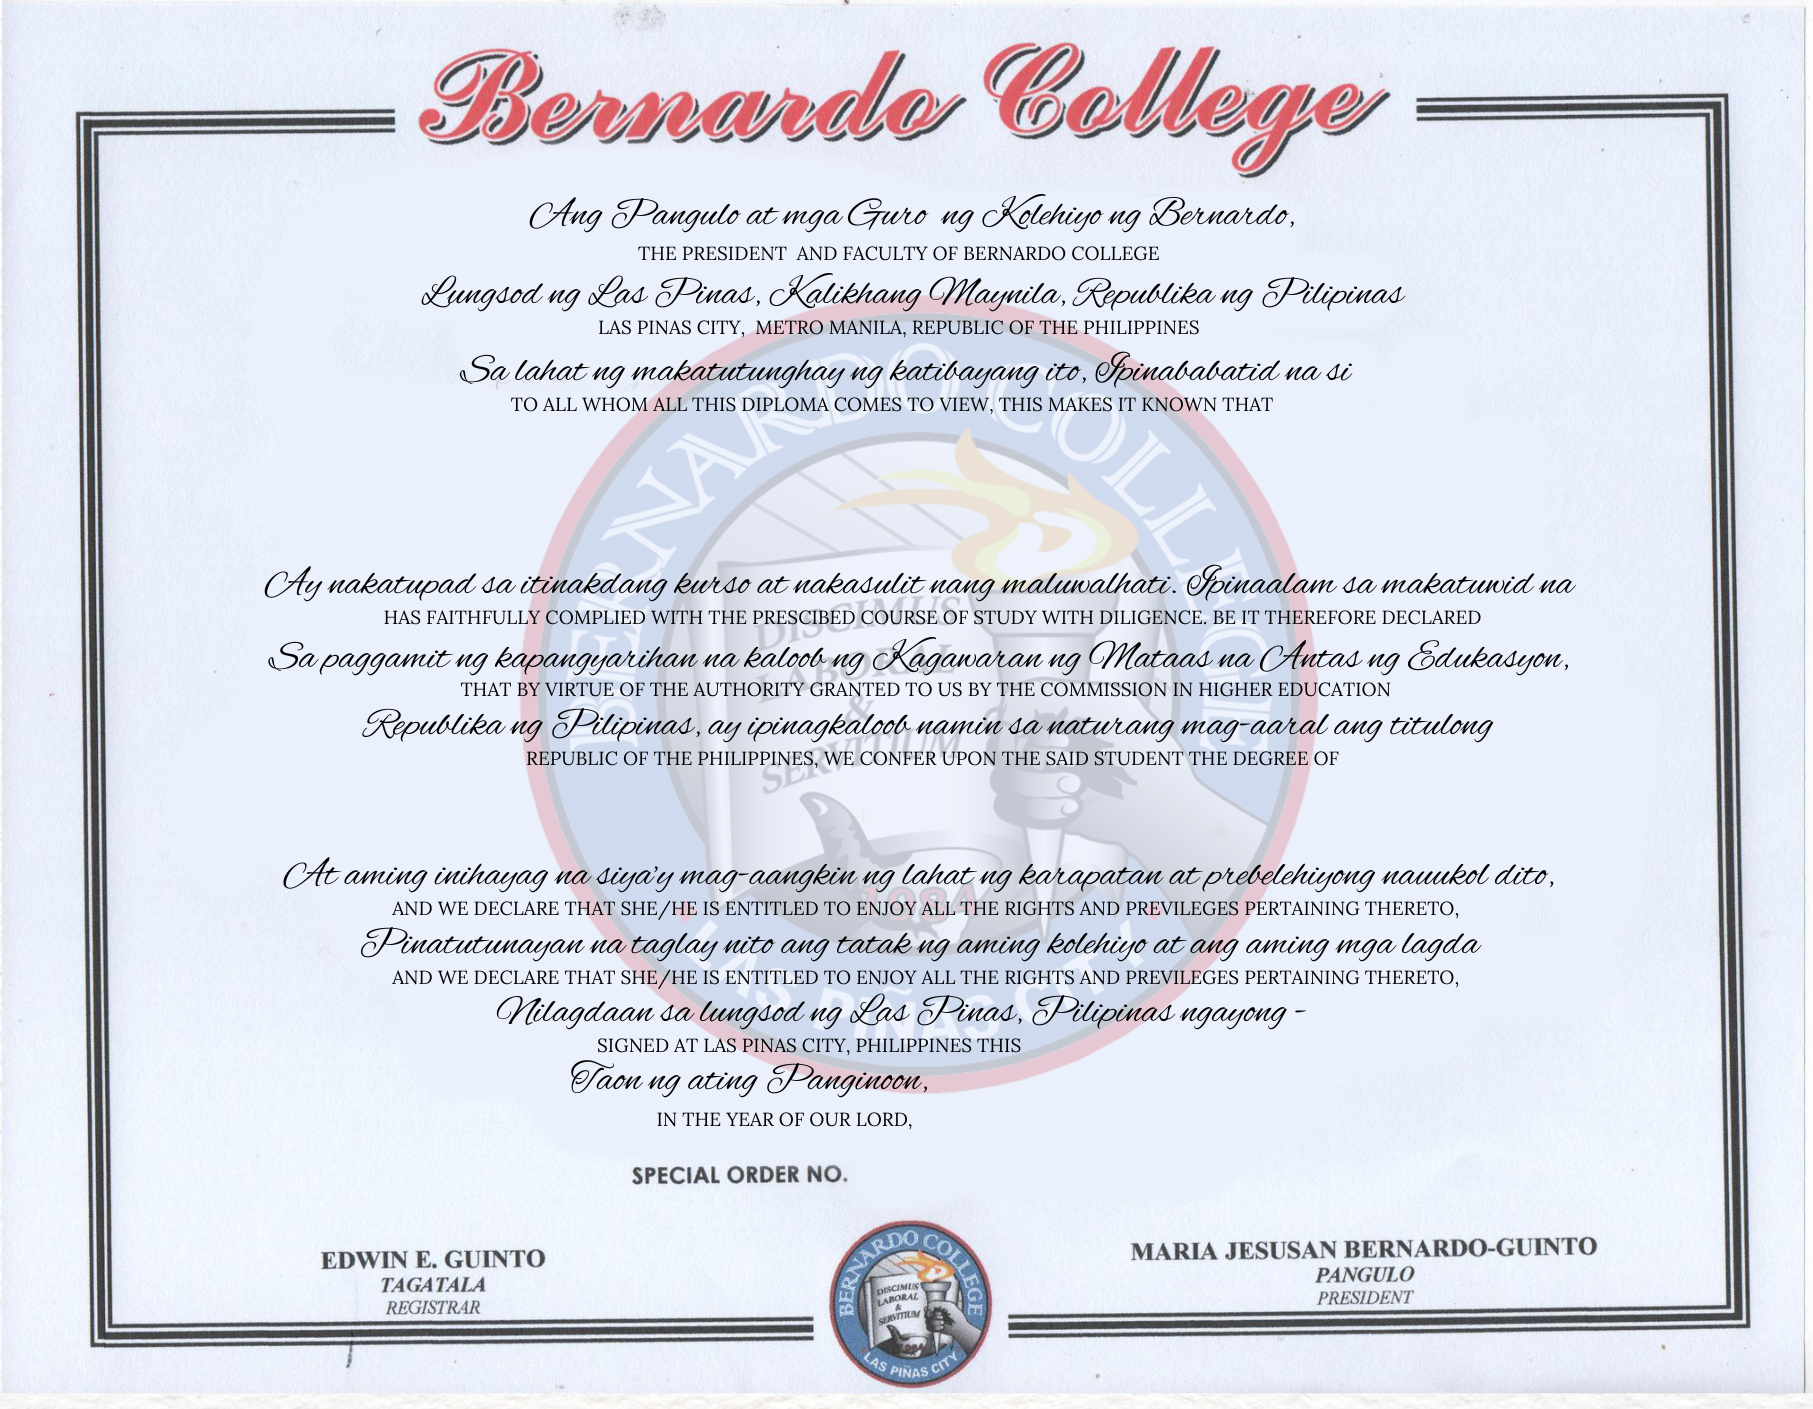 Bernardo College
Ang Pangulo at mga Guro ng Kolehiyo ng Bernardo,
THE PRESIDENT AND FACULTY OF BERNARDO COLLEGE
Lungsod ng Las Pinas, Kalikhang Maynila, Republika ng Pilipinas
LAS PINAS CITY, METRO MANILA, REPUBLIC OF THE PHILIPPINES
Sa lahat ng makatutunghay ng katibayang ito, Ipinababatid na si
TO ALL WHOM ALL THIS DIPLOMA COMES TO VIEW, THIS MAKES IT KNOWN THAT
BERNARDO COLLEGE
Ay nakatupad sa itinakdang kurso at nakasulit nang maluwalhati. Ipinaalam sa makatuwid na
HAS FAITHFULLY COMPLIED WITH THE PRESCIBED COURSE OF STUDY WITH DILIGENCE. BE IT THEREFORE DECLARED
Sa paggamit ng kapangyarihan na kaloob ng Kagawaran ng Mataas na Antas ng Edukasyon,
THAT BY VIRTUE OF THE AUTHORITY GRANTED TO US BY THE COMMISSION IN HIGHER EDUCATION
Republika ng Pilipinas, ay ipinagkaloob namin sa naturang mag-aaral ang titulong
REPUBLIC OF THE PHILIPPINES, WE CONFER UPON THE SAID STUDENT THE DEGREE OF
DISCIMUS
LABORAL
&
SERVITIUM
At aming inihayag na siya'y mag-aangkin ng lahat ng karapatan at prebelehiyong nauukol dito,
AND WE DECLARE THAT SHE/HE IS ENTITLED TO ENJOY ALL THE RIGHTS AND PREVILEGES PERTAINING THERETO,
1984
Pinatutunayan na taglay nito ang tatak ng aming kolehiyo at ang aming mga lagda
AND WE DECLARE THAT SHE/HE IS ENTITLED TO ENJOY ALL THE RIGHTS AND PREVILEGES PERTAINING THERETO,
LAS PIÑAS CITY
Nilagdaan sa lungsod ng Las Pinas, Pilipinas ngayong -
SIGNED AT LAS PINAS CITY, PHILIPPINES THIS
Taon ng ating Panginoon,
IN THE YEAR OF OUR LORD,
SPECIAL ORDER NO.
EDWIN E. GUINTO
TAGATALA
REGISTRAR
BERNARDO COLLEGE
DISCIMUS
LABORAL
&
SERVITIUM
1984
LAS PIÑAS CITY
MARIA JESUSAN BERNARDO-GUINTO
PANGULO
PRESIDENT